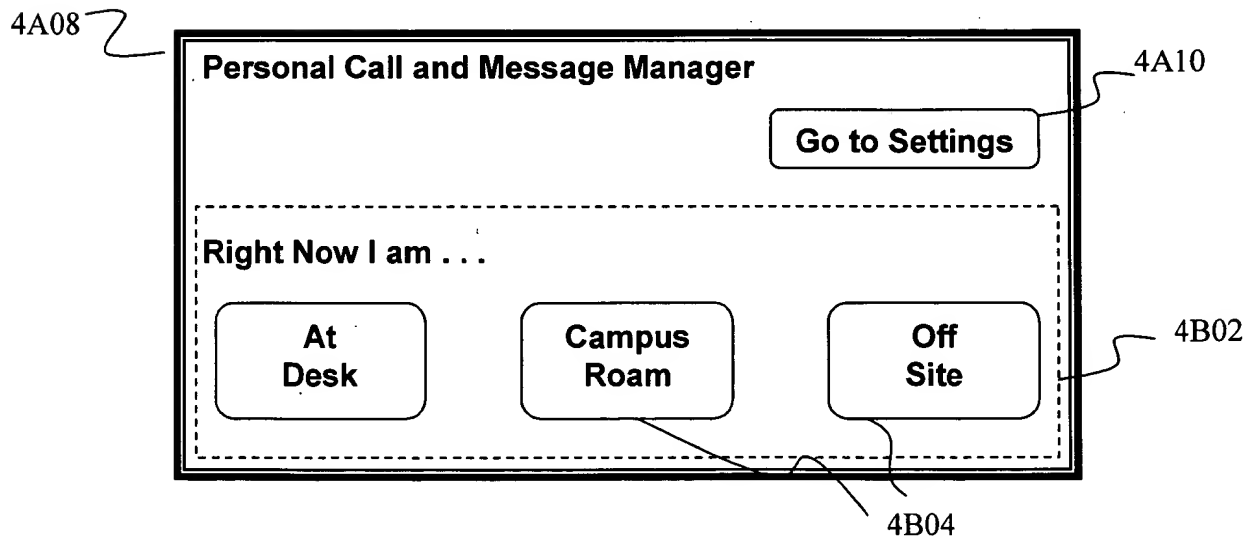 4A08
Personal Call and Message Manager
4A10
Go to Settings
Right Now I am . . .
At
Desk
Campus
Roam
Off
Site
4B02
4B04